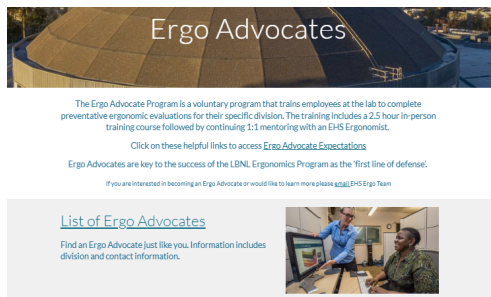 Ergo Advocates
The Ergo Advocate Program is a voluntary program that trains employees at the lab to complete
preventative ergonomic evaluations for their specific division. The training includes a 2.5 hour in-person
training course followed by continuing 1:1 mentoring with an EHS Ergonomist.
Click on these helpful links to access Ergo Advocate Expectations
Ergo Advocates are key to the success of the LBNL Ergonomics Program as the 'first line of defense'.
If you are interested in becoming an Ergo Advocate or would like to learn more please email EHS Ergo Team
List of Ergo Advocates
Find an Ergo Advocate just like you. Information includes
division and contact information.